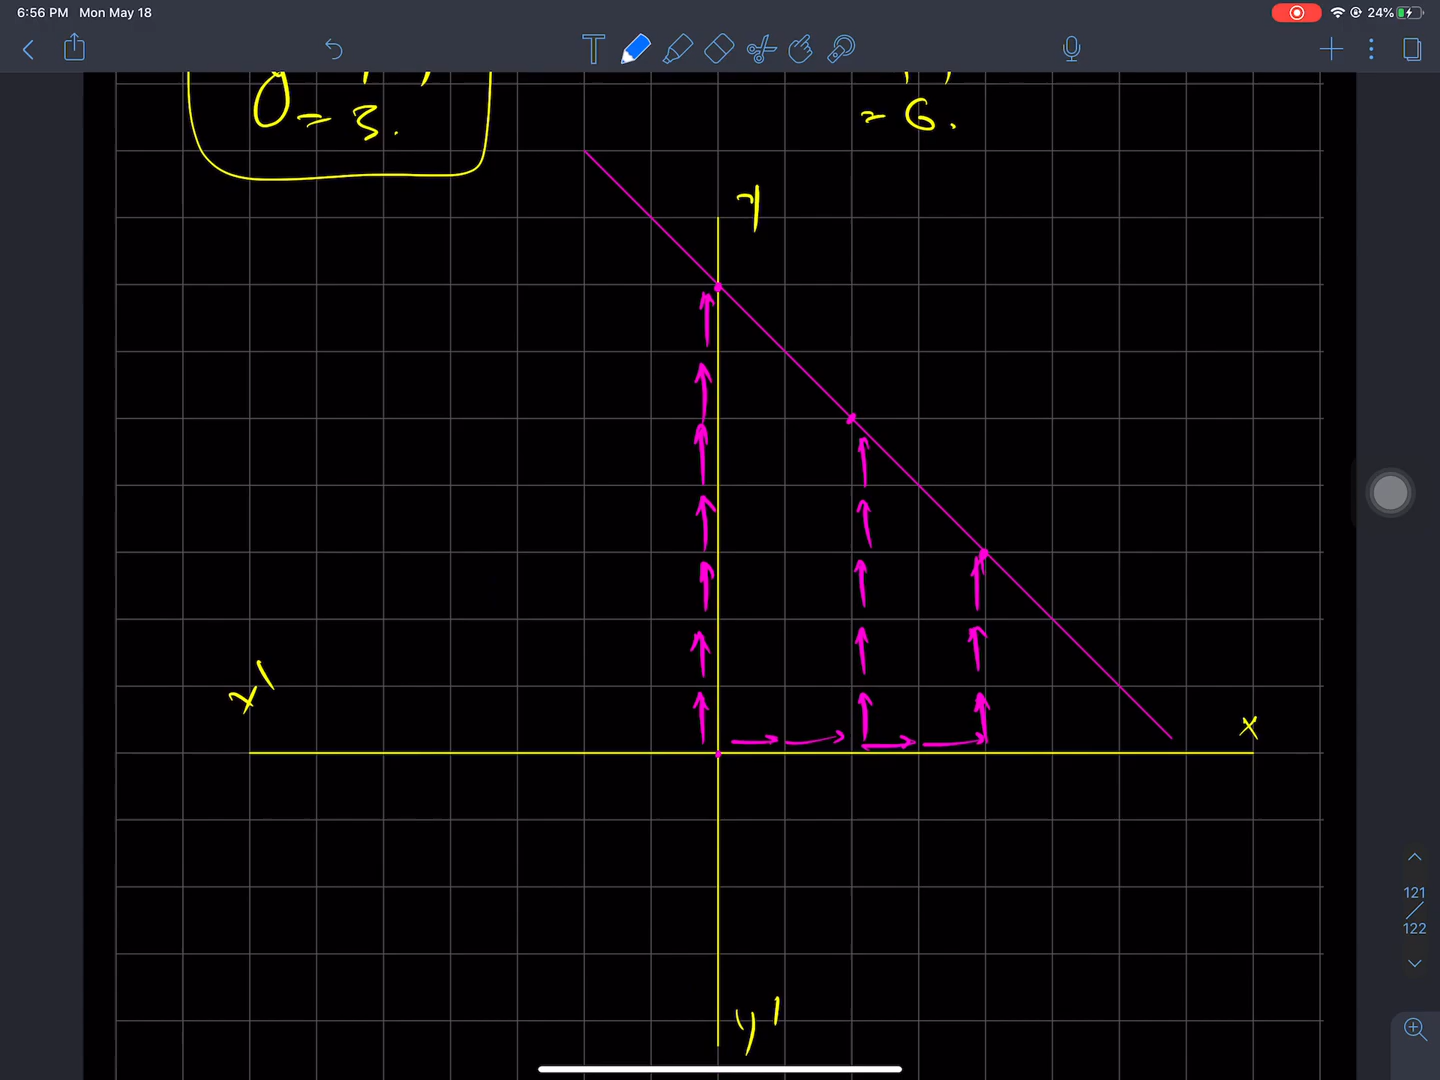 6:56 PM Mon May 18
24%
T
= 3.
= 6.
y
x'
x
y'
121
122